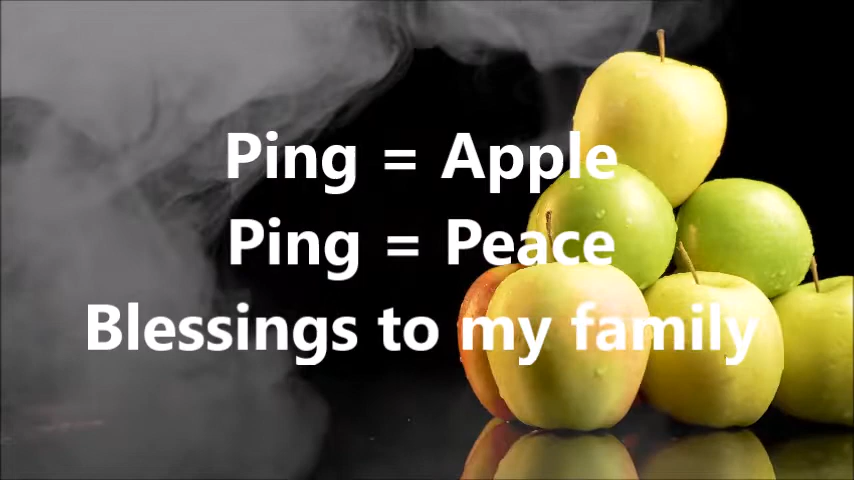 Ping = Apple
Ping = Peace
Blessings to my family